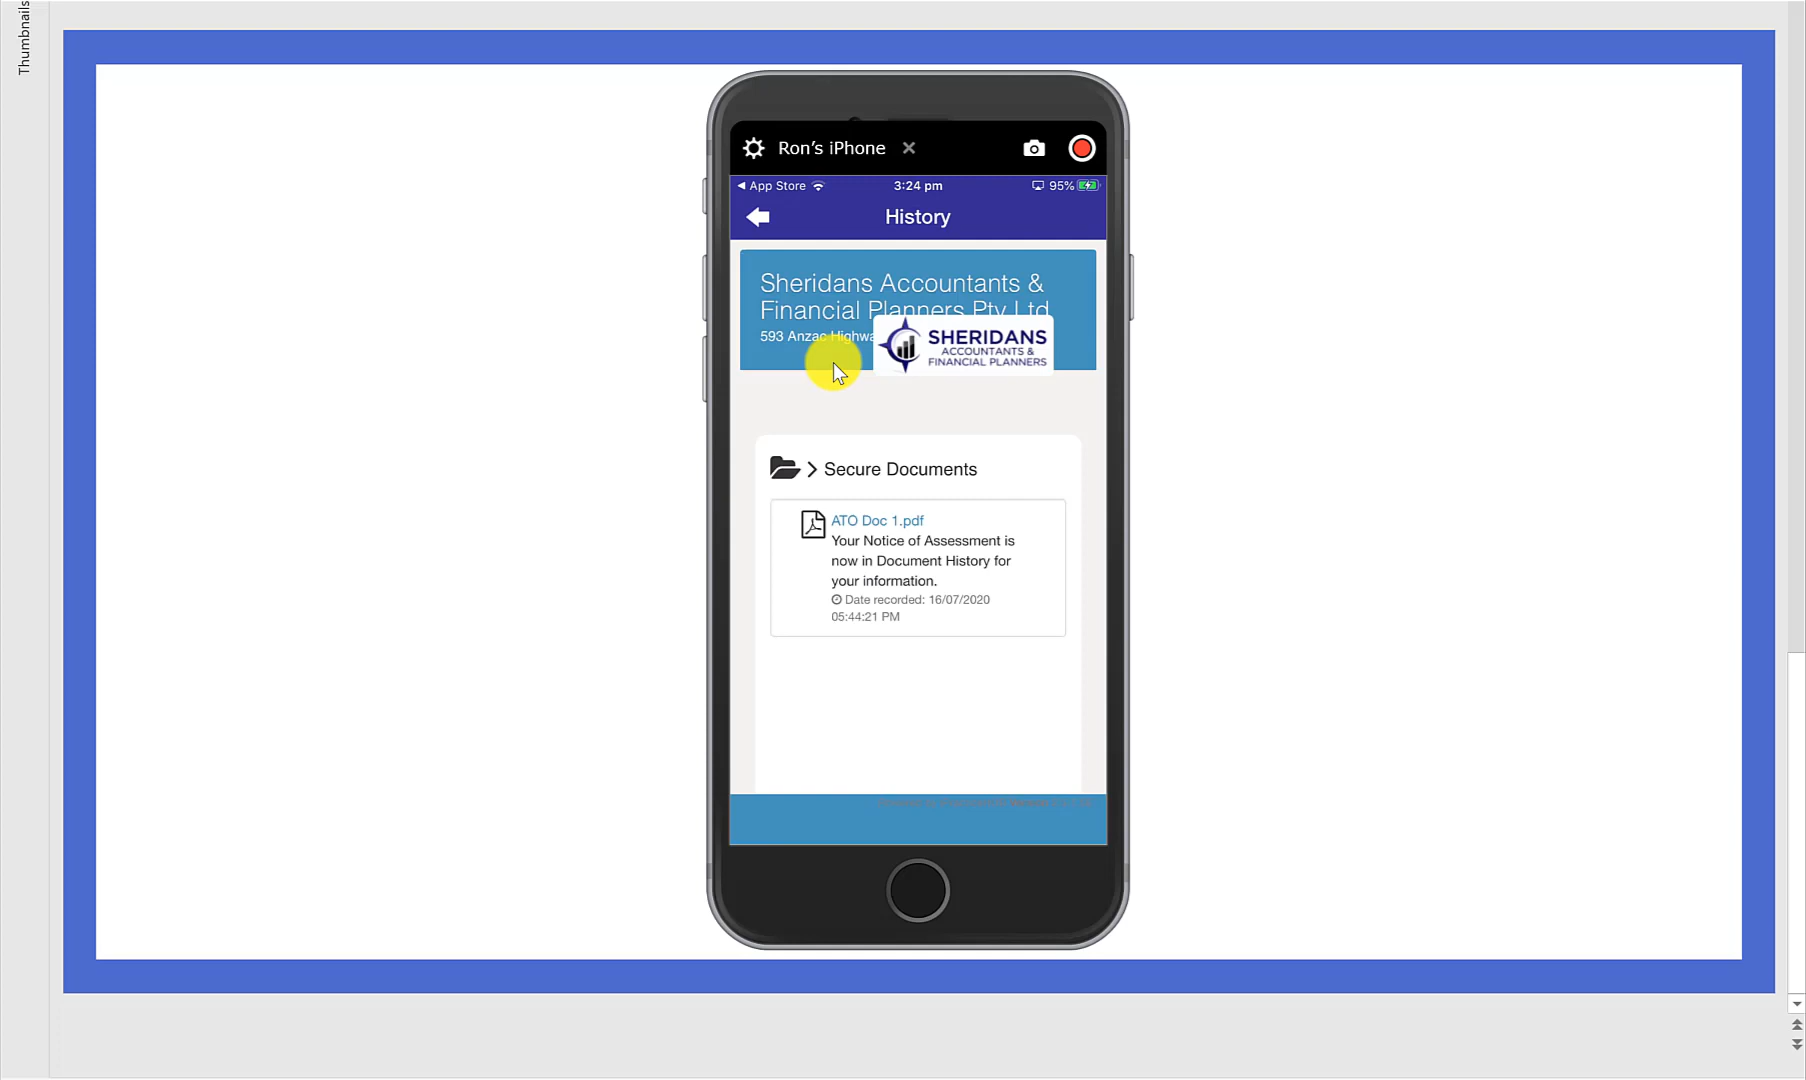 Thumbnails
Ron's iPhone
App Store
3:24 pm
95%
History
Sheridans Accountants &
Financial Planners Pty Ltd
593 Anzac Highwa
SHERIDANS
ACCOUNTANTS &
FINANCIAL PLANNERS
Secure Documents
ATO Doc 1.pdf
Your Notice of Assessment is
now in Document History for
your information.
Date recorded: 16/07/2020
05:44:21 PM